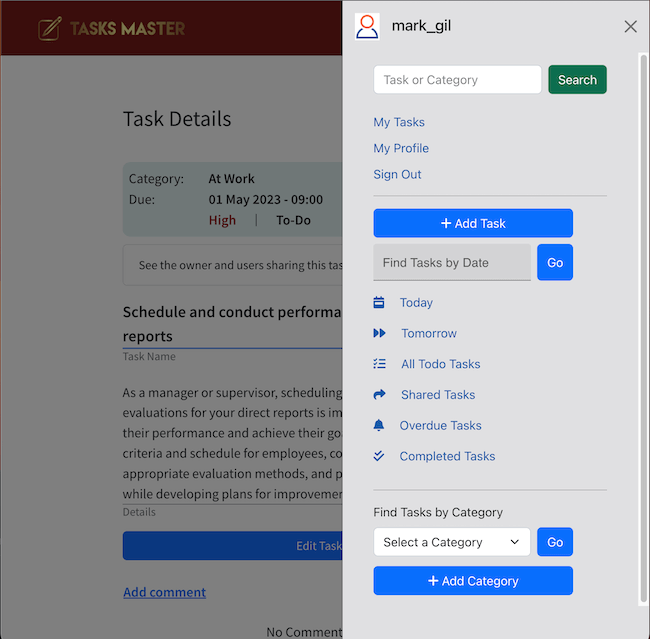 TASKS MASTER
mark_gil
Task or Category
Search
My Tasks
My Profile
Sign Out
+ Add Task
Find Tasks by Date
Go
Today
Tomorrow
All Todo Tasks
Shared Tasks
Overdue Tasks
Completed Tasks
Find Tasks by Category
Select a Category
Go
+ Add Category
Task Details
Category: At Work
Due: 01 May 2023 - 09:00
High | To-Do
See the owner and users sharing this tas
Schedule and conduct performa
reports
Task Name
As a manager or supervisor, scheduling
evaluations for your direct reports is im
their performance and achieve their go
criteria and schedule for employees, co
appropriate evaluation methods, and p
while developing plans for improvemen
Details
Edit Task
Add comment
No Comment